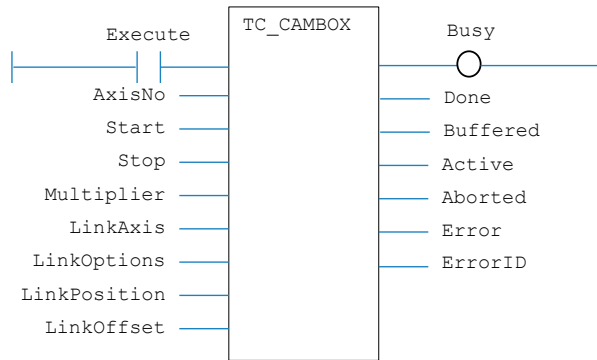 TC_CAMBOX
Execute
Busy
AxisNo
Done
Start
Buffered
Stop
Active
Multiplier
Aborted
LinkAxis
Error
LinkOptions
ErrorID
LinkPosition
LinkOffset